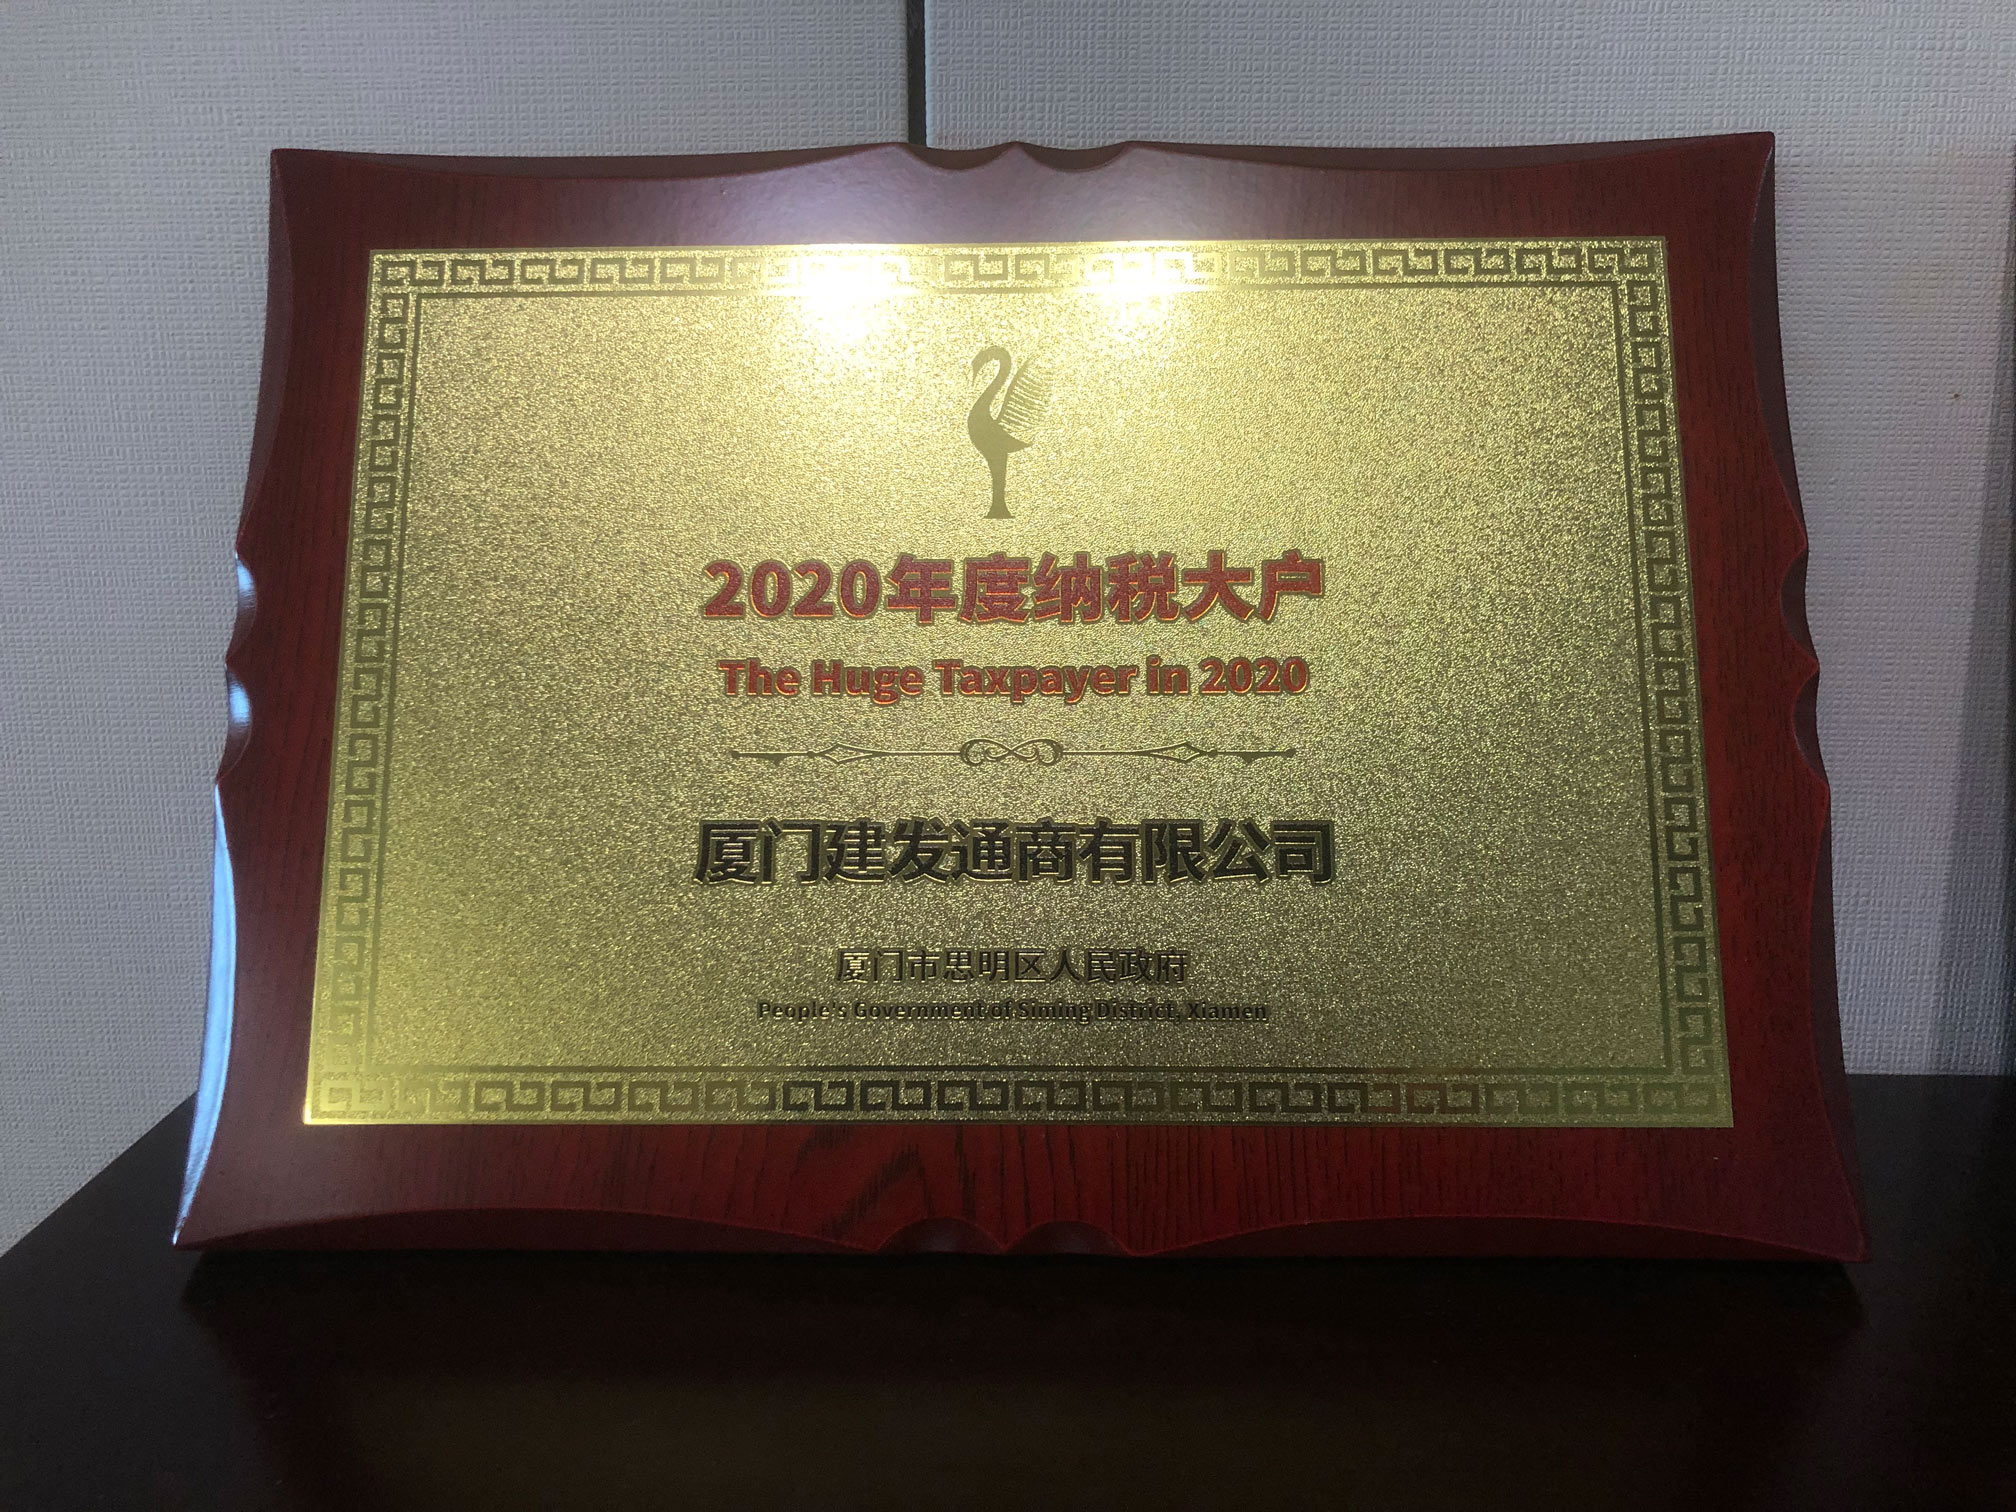 2020年度纳税大户
The Huge Taxpayer in 2020
厦门建发通商有限公司
厦门市思明区人民政府
People's Government of Siming District, Xiamen